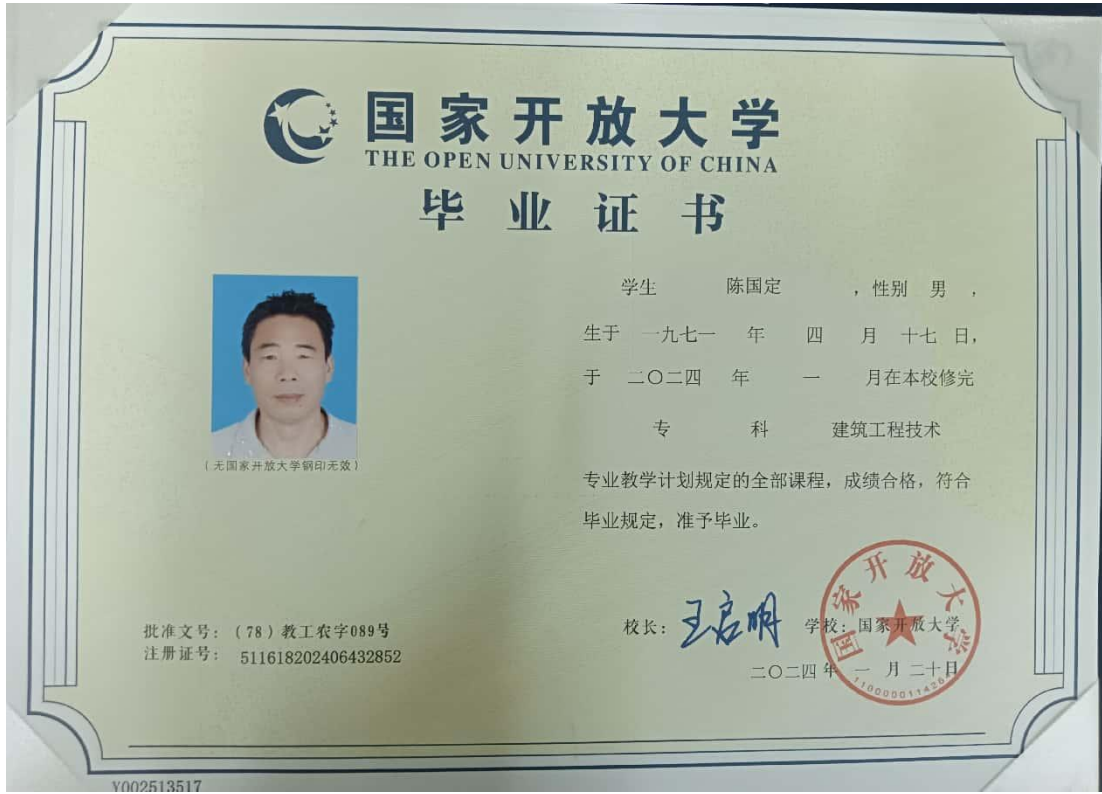 国家开放大学
THE OPEN UNIVERSITY OF CHINA
毕业证书
学生 陈国定 ，性别 男 ，
生于 一九七一 年 四 月 十七 日，
于 二〇二四 年 一 月在本校修完
专 科 建筑工程技术
专业教学计划规定的全部课程，成绩合格，符合
毕业规定，准予毕业。
（无国家开放大学钢印无效）
批准文号：（78）教工农字089号
注册证号： 511618202406432852
校长：王启明 学校：国家开放大学
二〇二四 年 一 月 二十日
国家开放大学
Y002513517